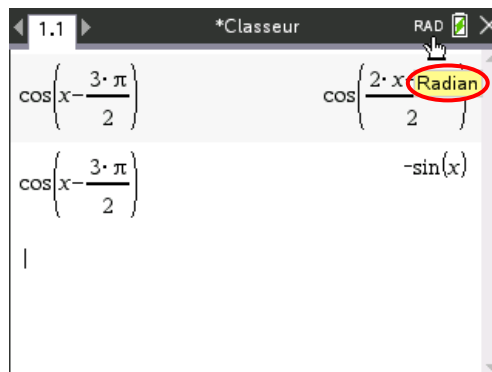 1.1 *Classeur RAD
cos(x-3·π/2) cos(2·x- Radian/2)
cos(x-3·π/2) -sin(x)